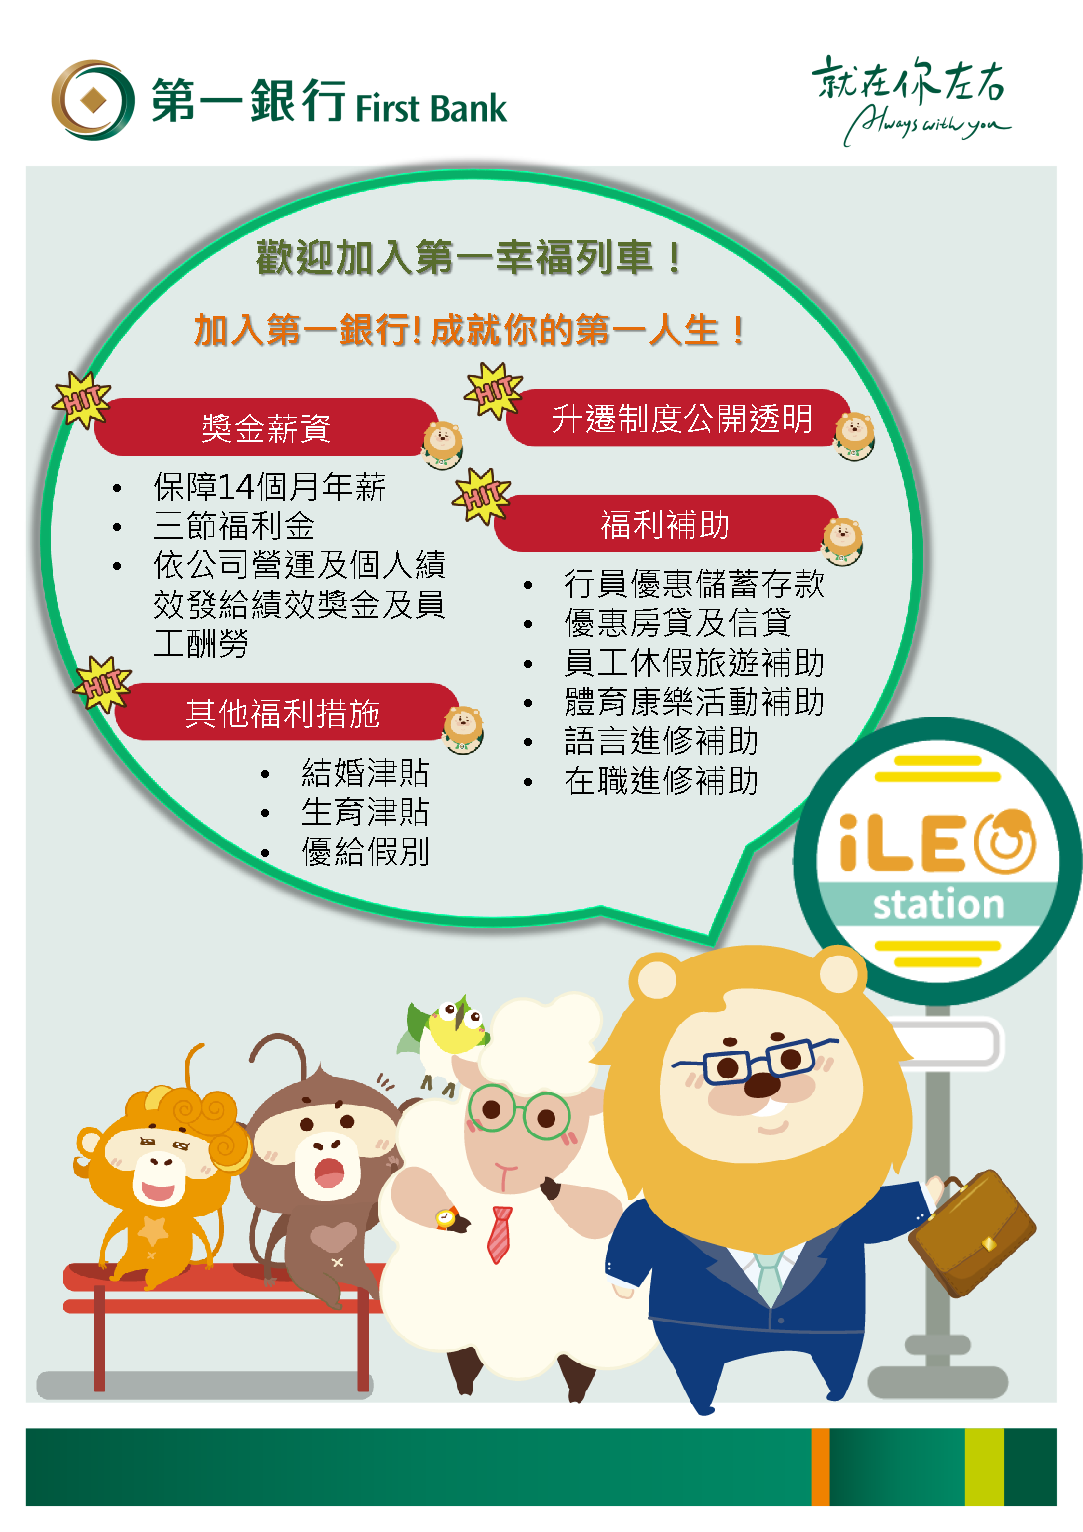 第一銀行 First Bank
就在你左右
Always with you
歡迎加入第一幸福列車！
加入第一銀行!成就你的第一人生！
HIT
獎金薪資
• 保障14個月年薪
• 三節福利金
• 依公司營運及個人績
效發給績效獎金及員
工酬勞
HIT
其他福利措施
• 結婚津貼
• 生育津貼
• 優給假別
HIT
升遷制度公開透明
HIT
福利補助
• 行員優惠儲蓄存款
• 優惠房貸及信貸
• 員工休假旅遊補助
• 體育康樂活動補助
• 語言進修補助
• 在職進修補助
iLEO
station